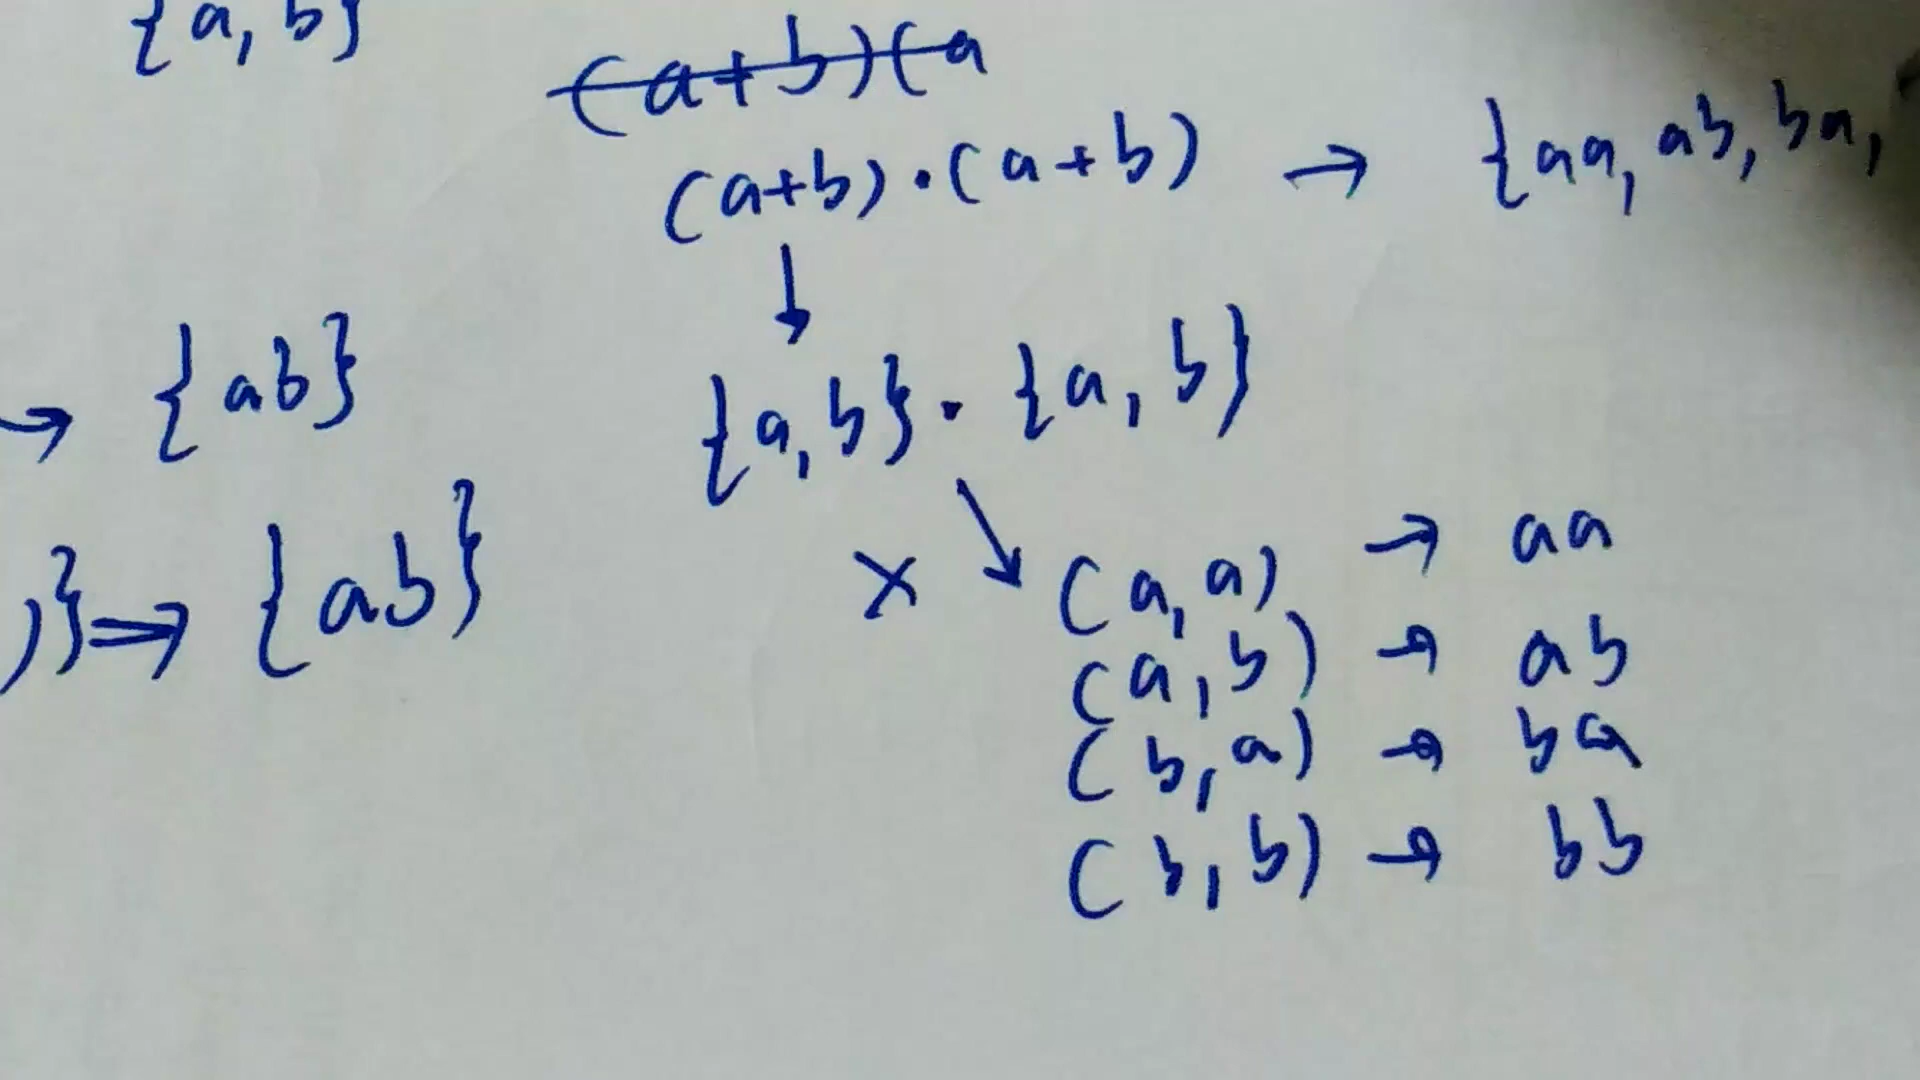 {a, b}
(a+b)(a
(a+b)·(a+b) → {aa, ab, ba,
↓
→ {ab}
{a,b}·{a, b}
)}⇒ {ab}
× ↘ (a,a) → aa
(a,b) → ab
(b,a) → ba
(b,b) → bb